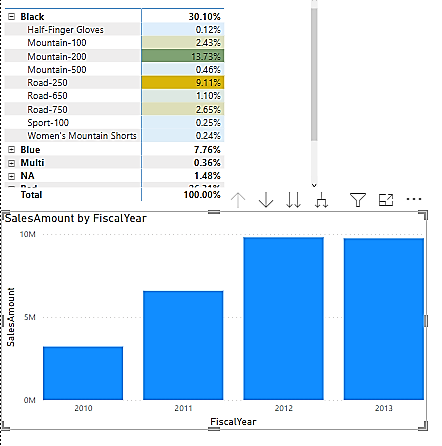 Black 30.10%
Half-Finger Gloves 0.12%
Mountain-100 2.43%
Mountain-200 13.73%
Mountain-500 0.46%
Road-250 9.11%
Road-650 1.10%
Road-750 2.65%
Sport-100 0.25%
Women's Mountain Shorts 0.24%
Blue 7.76%
Multi 0.36%
NA 1.48%
Total 100.00%
SalesAmount by FiscalYear
10M
5M
0M
SalesAmount
2010 2011 2012 2013
FiscalYear